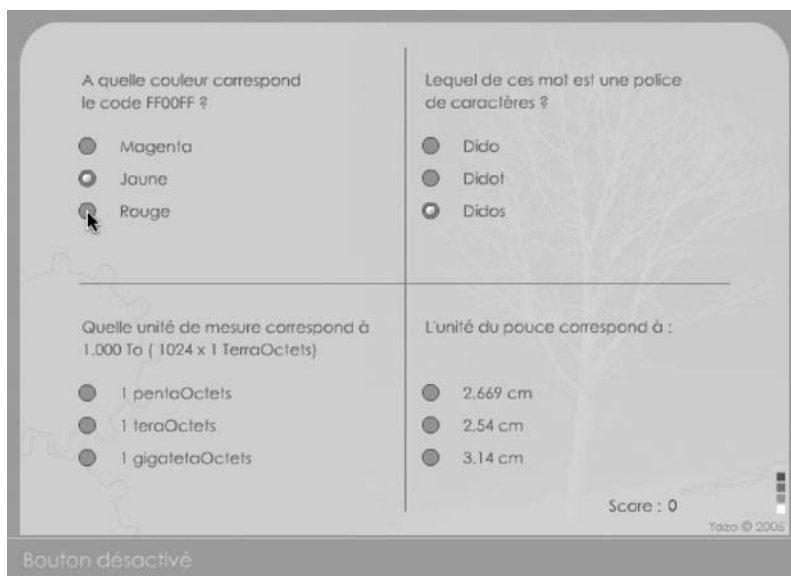 A quelle couleur correspond
le code FF00FF ?
Magenta
Jaune
Rouge
Lequel de ces mot est une police
de caractères ?
Dido
Didot
Didos
Quelle unité de mesure correspond à
1.000 To ( 1024 x 1 TerraOctets)
1 pentaOctets
1 teraOctets
1 gigatetaOctets
L'unité du pouce correspond à :
2,669 cm
2.54 cm
3.14 cm
Score : 0
Yazo © 2005
Bouton désactivé